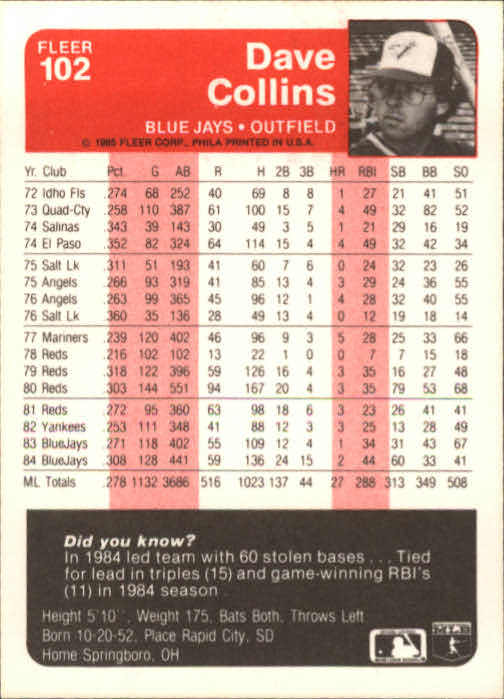 FLEER
102
Dave
Collins
BLUE JAYS • OUTFIELD
© 1985 FLEER CORP., PHILA PRINTED IN U.S.A.
Yr. Club Pct. G AB R H 2B 3B HR RBI SB BB SO
72 Idho Fls .274 68 252 40 69 8 8 1 27 21 41 51
73 Quad-Cty .258 110 387 61 100 15 7 4 49 32 82 52
74 Salinas .343 39 143 30 49 3 5 1 21 29 16 19
74 El Paso .352 82 324 64 114 15 4 4 49 32 42 34
75 Salt Lk .311 51 193 41 60 7 6 0 24 32 23 26
75 Angels .266 93 319 41 85 13 4 3 29 24 36 55
76 Angels .263 99 365 45 96 12 1 4 28 32 40 55
76 Salt Lk .360 35 136 28 49 13 4 0 12 19 18 14
77 Mariners .239 120 402 46 96 9 3 5 28 25 33 66
78 Reds .216 102 102 13 22 1 0 0 7 7 15 18
79 Reds .318 122 396 59 126 16 4 3 35 16 27 48
80 Reds .303 144 551 94 167 20 4 3 35 79 53 68
81 Reds .272 95 360 63 98 18 6 3 23 26 41 41
82 Yankees .253 111 348 41 88 12 3 3 25 13 28 49
83 BlueJays .271 118 402 55 109 12 4 1 34 31 43 67
84 BlueJays .308 128 441 59 136 24 15 2 44 60 33 41
ML Totals .278 1132 3686 516 1023 137 44 27 288 313 349 508
Did you know?
In 1984 led team with 60 stolen bases . . . Tied
for lead in triples (15) and game-winning RBI's
(11) in 1984 season
Height 5'10", Weight 175, Bats Both, Throws Left
Born 10-20-52, Place Rapid City, SD
Home Springboro, OH